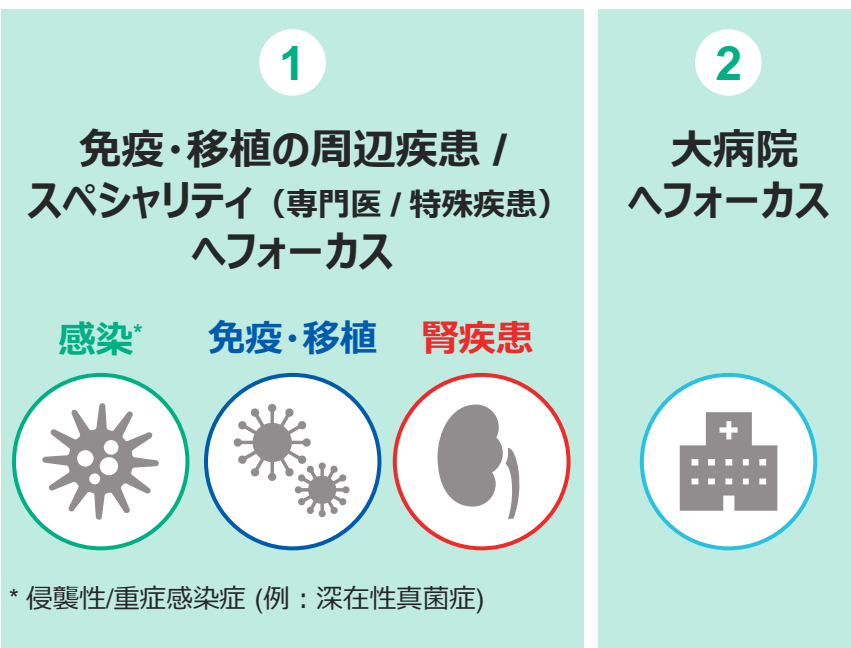 1
免疫・移植の周辺疾患 /
スペシャリティ（専門医 / 特殊疾患）
へフォーカス
感染*
免疫・移植
腎疾患
* 侵襲性/重症感染症 (例：深在性真菌症)
2
大病院
へフォーカス